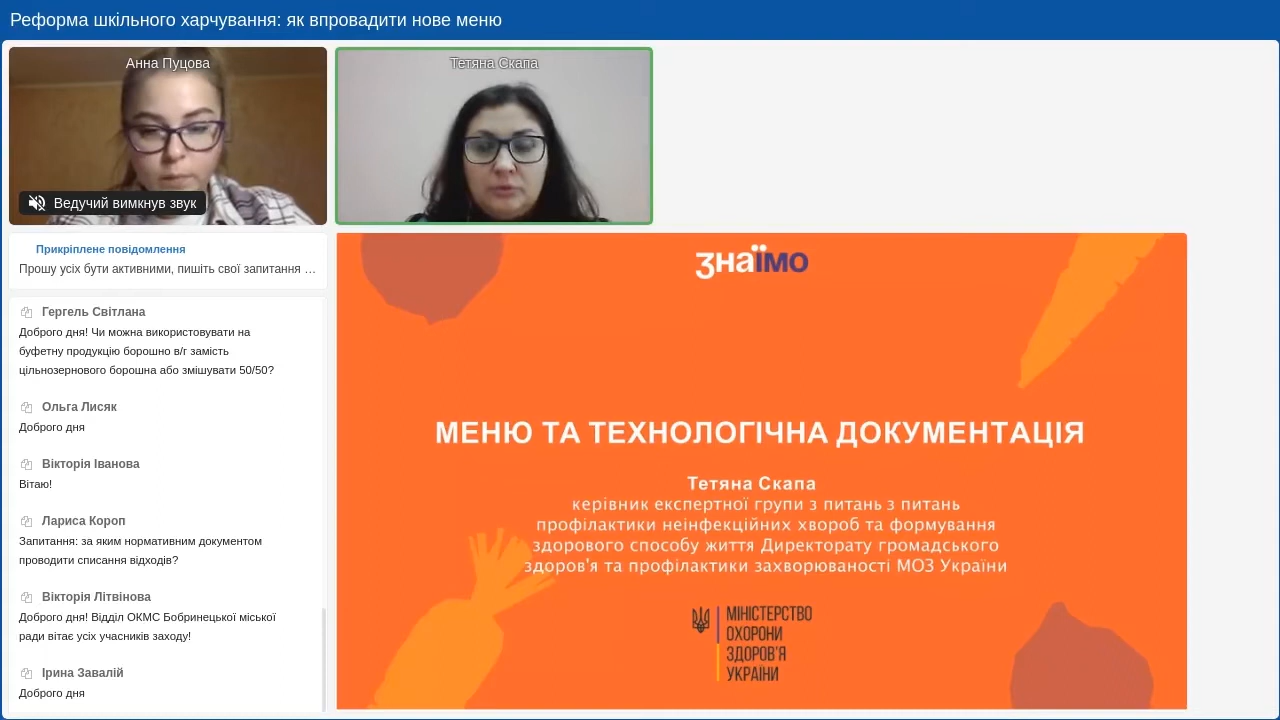 Реформа шкільного харчування: як впровадити нове меню
Анна Пуцова
Ведучий вимкнув звук
Тетяна Скапа
Прикріплене повідомлення
Прошу усіх бути активними, пишіть свої запитання …
Гергель Світлана
Доброго дня! Чи можна використовувати на
буфетну продукцію борошно в/г замість
цільнозернового борошна або змішувати 50/50?
Ольга Лисяк
Доброго дня
Вікторія Іванова
Вітаю!
Лариса Короп
Запитання: за яким нормативним документом
проводити списання відходів?
Вікторія Літвінова
Доброго дня! Відділ ОКМС Бобринецької міської
ради вітає усіх учасників заходу!
Ірина Завалій
Доброго дня
знаїмо
МЕНЮ ТА ТЕХНОЛОГІЧНА ДОКУМЕНТАЦІЯ
Тетяна Скапа
керівник експертної групи з питань з питань
профілактики неінфекційних хвороб та формування
здорового способу життя Директорату громадського
здоров'я та профілактики захворюваності МОЗ України
МІНІСТЕРСТВО
ОХОРОНИ
ЗДОРОВ'Я
УКРАЇНИ